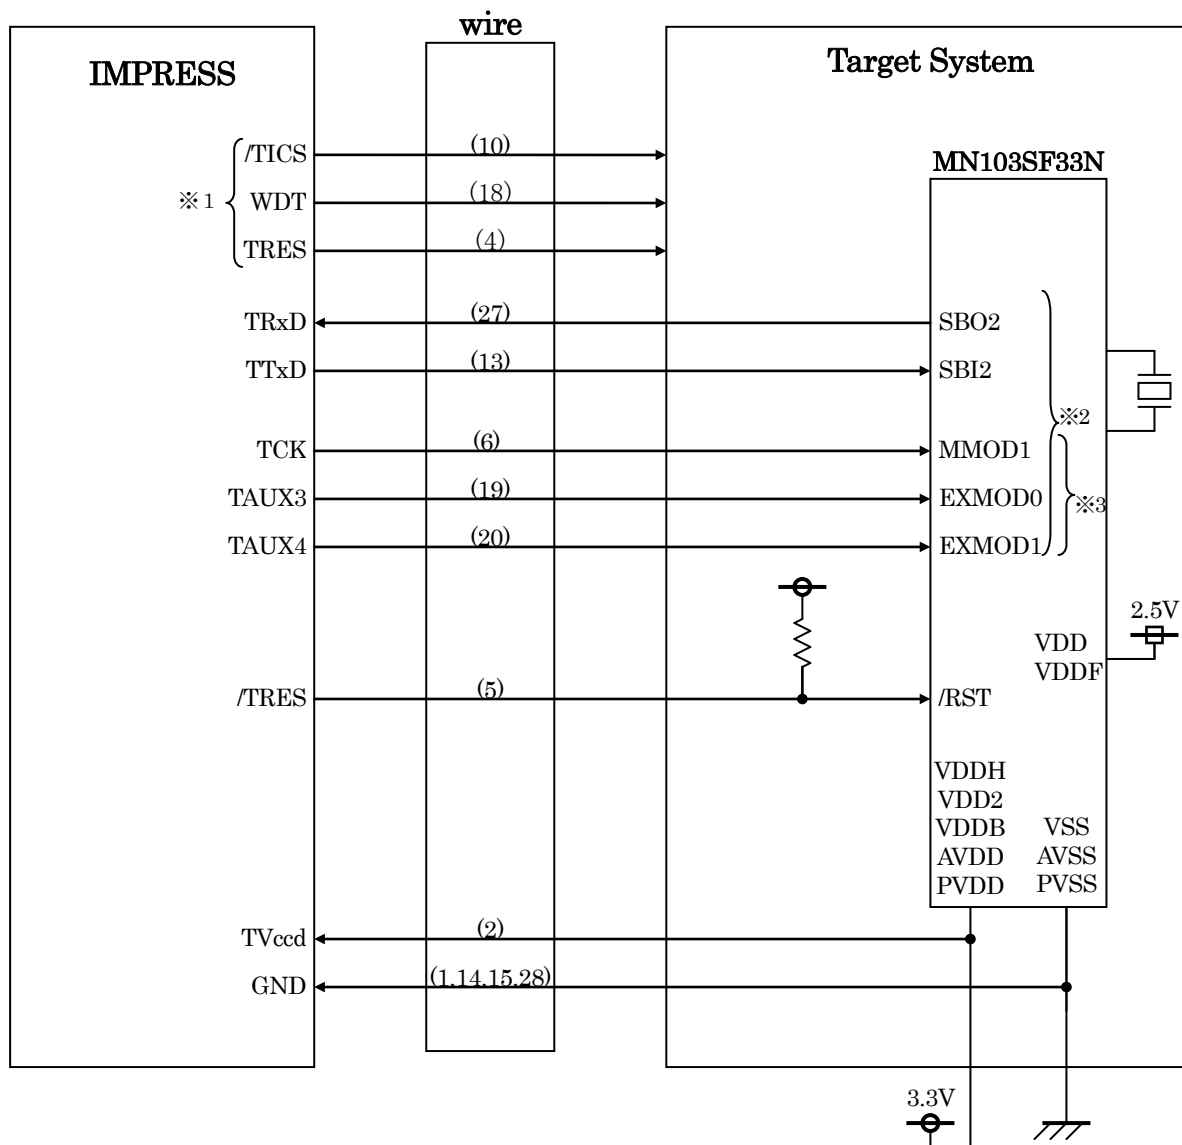 wire
IMPRESS
Target System
/TICS
(10)
MN103SF33N
※1
WDT
(18)
TRES
(4)
TRxD
(27)
SBO2
TTxD
(13)
SBI2
※2
TCK
(6)
MMOD1
TAUX3
(19)
EXMOD0
※3
TAUX4
(20)
EXMOD1
2.5V
VDD
VDDF
/TRES
(5)
/RST
VDDH
VDD2
VDDB
VSS
AVDD
AVSS
PVDD
PVSS
TVccd
(2)
GND
(1,14,15,28)
3.3V